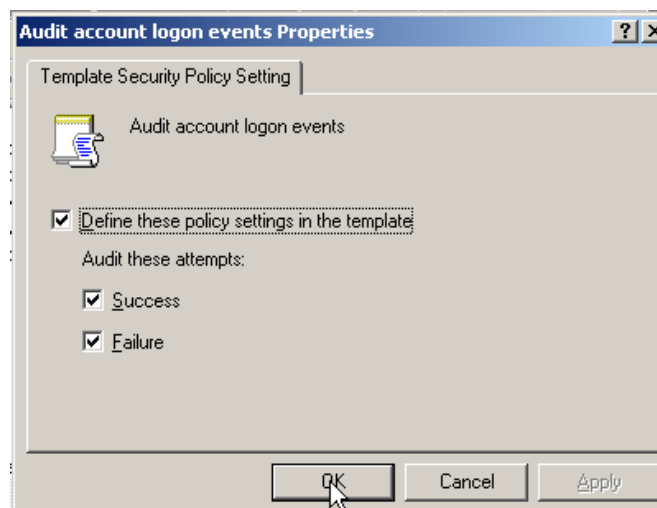 Audit account logon events Properties
Template Security Policy Setting
Audit account logon events
Define these policy settings in the template
Audit these attempts:
Success
Failure
OK
Cancel
Apply